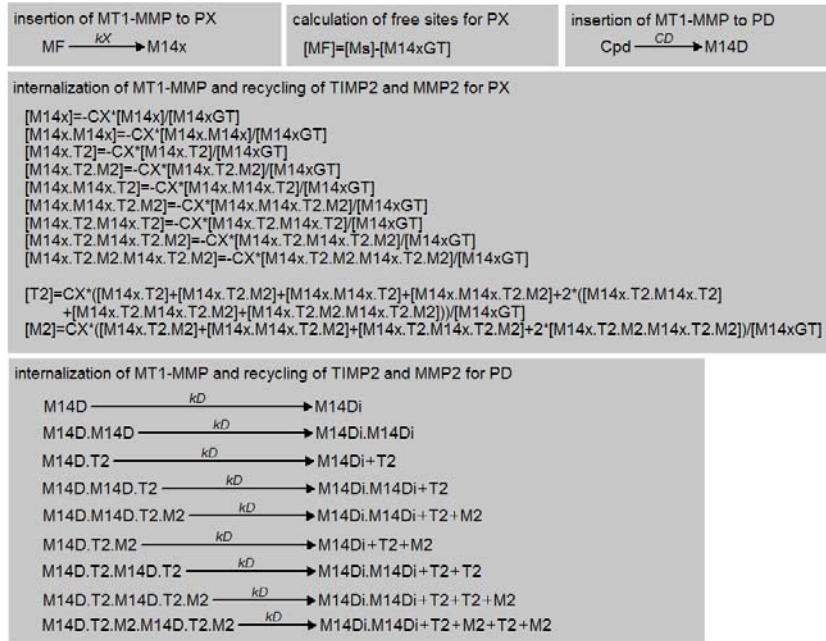 insertion of MT1-MMP to PX
MF kX M14x
calculation of free sites for PX
[MF]=[Ms]-[M14xGT]
insertion of MT1-MMP to PD
Cpd CD M14D
internalization of MT1-MMP and recycling of TIMP2 and MMP2 for PX
[M14x]=-CX*[M14x]/[M14xGT]
[M14x.M14x]=-CX*[M14x.M14x]/[M14xGT]
[M14x.T2]=-CX*[M14x.T2]/[M14xGT]
[M14x.T2.M2]=-CX*[M14x.T2.M2]/[M14xGT]
[M14x.M14x.T2]=-CX*[M14x.M14x.T2]/[M14xGT]
[M14x.M14x.T2.M2]=-CX*[M14x.M14x.T2.M2]/[M14xGT]
[M14x.T2.M14x.T2]=-CX*[M14x.T2.M14x.T2]/[M14xGT]
[M14x.T2.M14x.T2.M2]=-CX*[M14x.T2.M14x.T2.M2]/[M14xGT]
[M14x.T2.M2.M14x.T2.M2]=-CX*[M14x.T2.M2.M14x.T2.M2]/[M14xGT]
[T2]=CX*([M14x.T2]+[M14x.T2.M2]+[M14x.M14x.T2]+[M14x.M14x.T2.M2]+2*([M14x.T2.M14x.T2]
+[M14x.T2.M14x.T2.M2]+[M14x.T2.M2.M14x.T2.M2]))/[M14xGT]
[M2]=CX*([M14x.T2.M2]+[M14x.M14x.T2.M2]+[M14x.T2.M14x.T2.M2]+2*[M14x.T2.M2.M14x.T2.M2])/[M14xGT]
internalization of MT1-MMP and recycling of TIMP2 and MMP2 for PD
M14D kD M14Di
M14D.M14D kD M14Di.M14Di
M14D.T2 kD M14Di+T2
M14D.M14D.T2 kD M14Di.M14Di+T2
M14D.M14D.T2.M2 kD M14Di.M14Di+T2+M2
M14D.T2.M2 kD M14Di+T2+M2
M14D.T2.M14D.T2 kD M14Di.M14Di+T2+T2
M14D.T2.M14D.T2.M2 kD M14Di.M14Di+T2+T2+M2
M14D.T2.M2.M14D.T2.M2 kD M14Di.M14Di+T2+M2+T2+M2